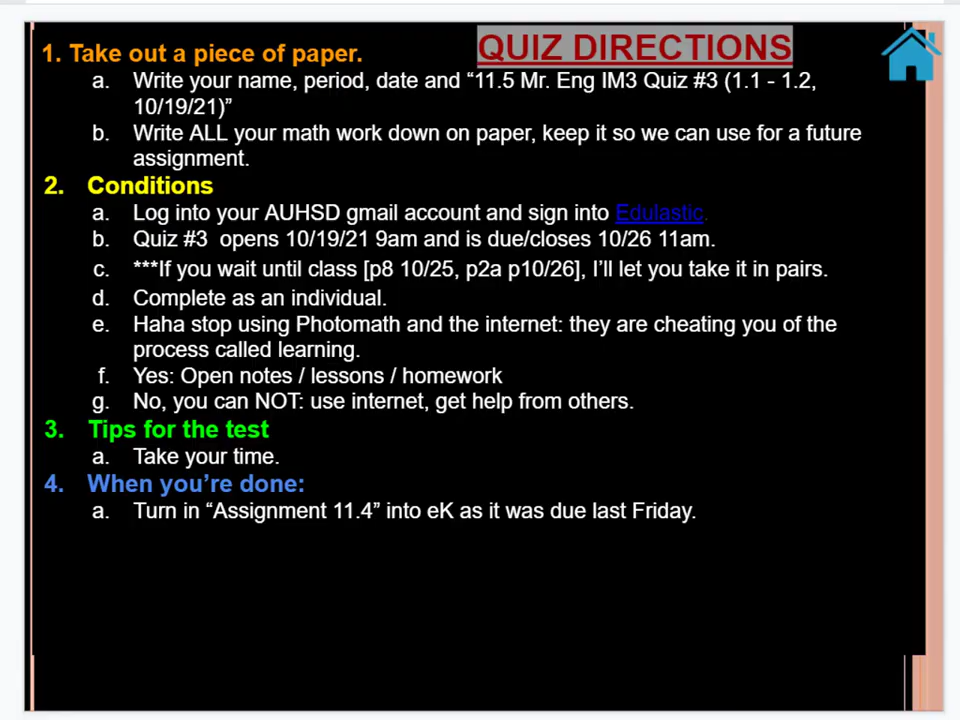 QUIZ DIRECTIONS
1. Take out a piece of paper.
a. Write your name, period, date and “11.5 Mr. Eng IM3 Quiz #3 (1.1 - 1.2,
10/19/21)”
b. Write ALL your math work down on paper, keep it so we can use for a future
assignment.
2. Conditions
a. Log into your AUHSD gmail account and sign into Edulastic.
b. Quiz #3 opens 10/19/21 9am and is due/closes 10/26 11am.
c. ***If you wait until class [p8 10/25, p2a p10/26], I’ll let you take it in pairs.
d. Complete as an individual.
e. Haha stop using Photomath and the internet: they are cheating you of the
process called learning.
f. Yes: Open notes / lessons / homework
g. No, you can NOT: use internet, get help from others.
3. Tips for the test
a. Take your time.
4. When you’re done:
a. Turn in “Assignment 11.4” into eK as it was due last Friday.